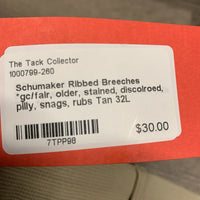 The Tack Collector
1000799-260
Schumaker Ribbed Breeches
*gc/fair, older, stained, discolroed,
pilly, snags, rubs Tan 32L
$30.00
7TPP98